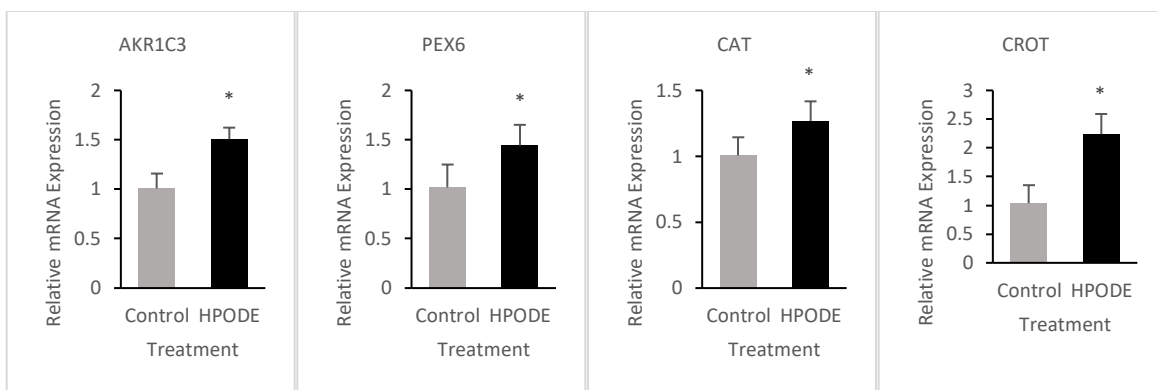 AKR1C3
Relative mRNA Expression
2
1.5
1
0.5
0
*
Control HPODE
Treatment
PEX6
Relative mRNA Expression
2
1.5
1
0.5
0
*
Control HPODE
Treatment
CAT
Relative mRNA Expression
1.5
1
0.5
0
*
Control HPODE
Treatment
CROT
Relative mRNA Expression
3
2.5
2
1.5
1
0.5
0
*
Control HPODE
Treatment